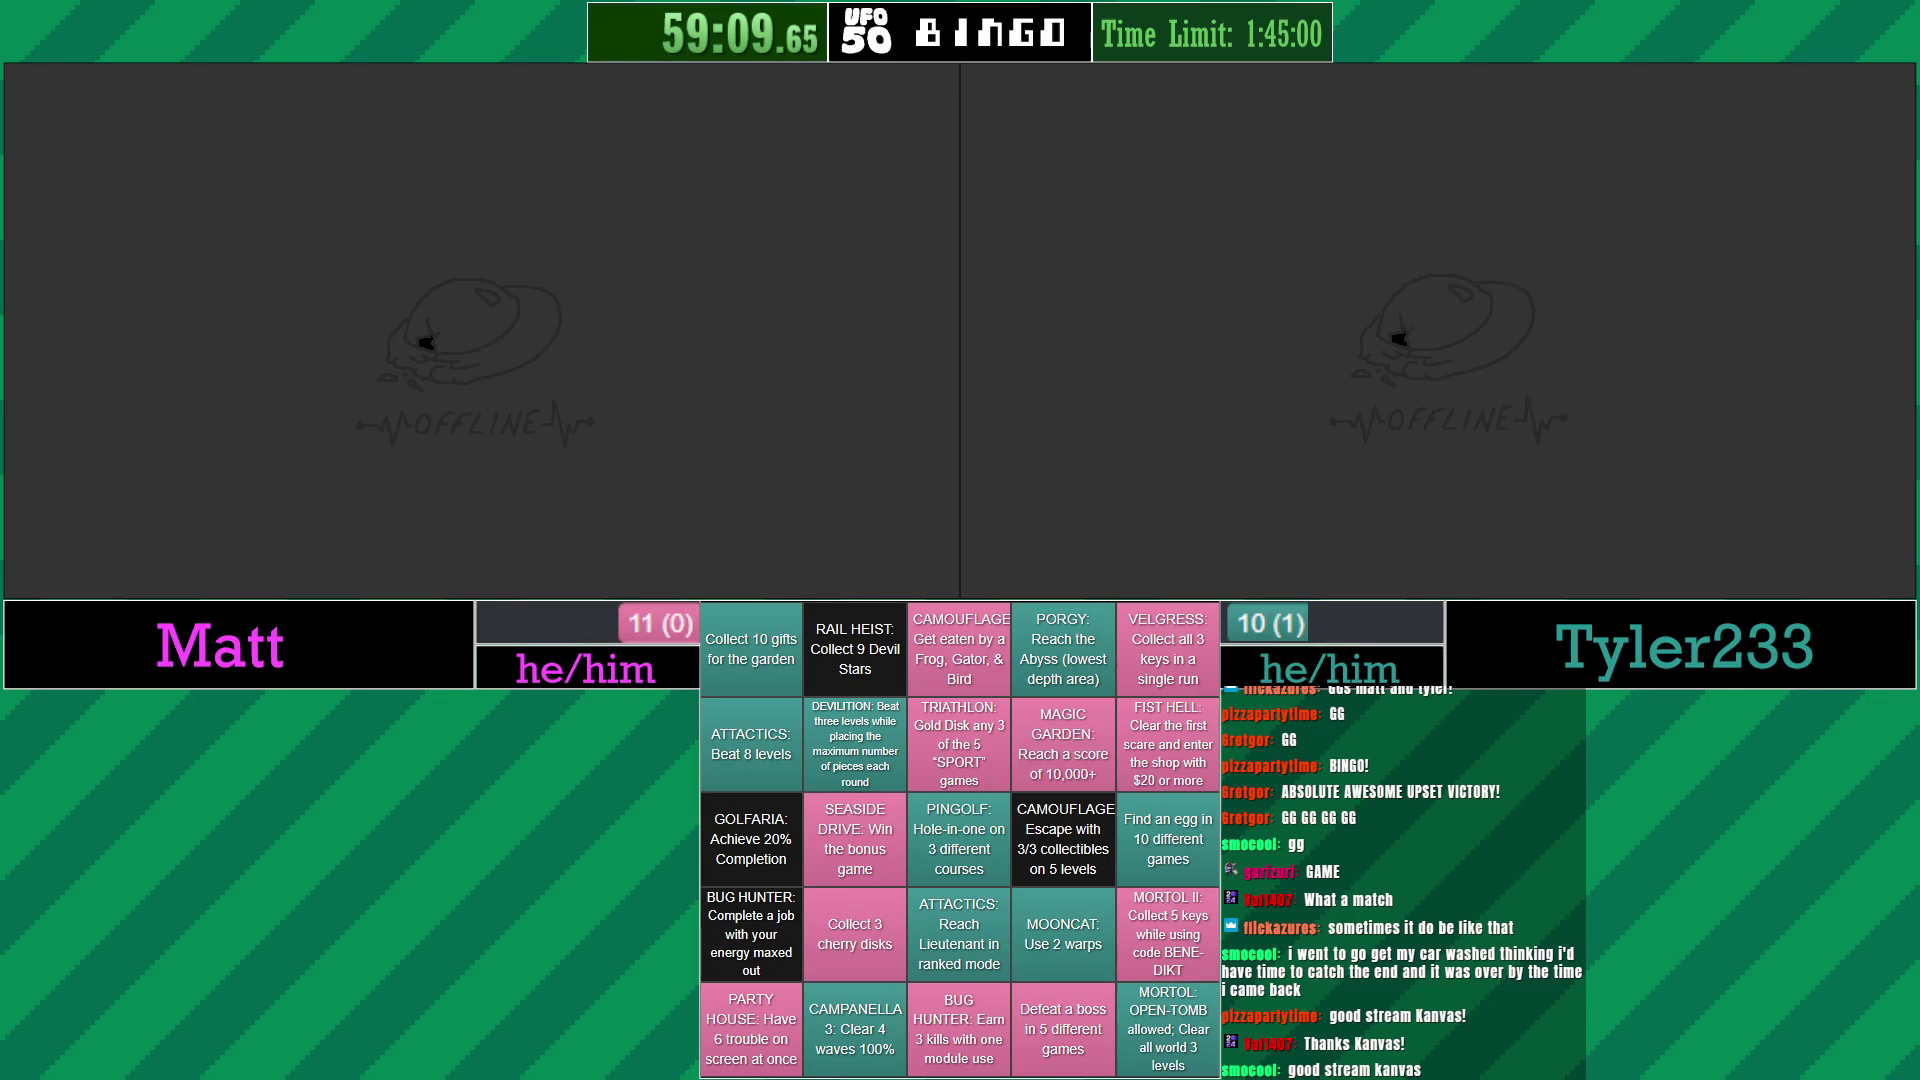 59:09.65
UFO 50
BINGO
Time Limit: 1:45:00
OFFLINE
OFFLINE
Matt
he/him
11 (0)
10 (1)
he/him
Tyler233
Collect 10 gifts
for the garden
RAIL HEIST:
Collect 9 Devil
Stars
CAMOUFLAGE
Get eaten by a
Frog, Gator, &
Bird
PORGY:
Reach the
Abyss (lowest
depth area)
VELGRESS:
Collect all 3
keys in a
single run
ATTACTICS:
Beat 8 levels
DEVILITION: Beat
three levels while
placing the
maximum number
of pieces each
round
TRIATHLON:
Gold Disk any 3
of the 5
"SPORT"
games
MAGIC
GARDEN:
Reach a score
of 10,000+
FIST HELL:
Clear the first
scare and enter
the shop with
$20 or more
GOLFARIA:
Achieve 20%
Completion
SEASIDE
DRIVE: Win
the bonus
game
PINGOLF:
Hole-in-one on
3 different
courses
CAMOUFLAGE
Escape with
3/3 collectibles
on 5 levels
Find an egg in
10 different
games
BUG HUNTER:
Complete a job
with your
energy maxed
out
Collect 3
cherry disks
ATTACTICS:
Reach
Lieutenant in
ranked mode
MOONCAT:
Use 2 warps
MORTOL II:
Collect 5 keys
while using
code BENE-
DIKT
PARTY
HOUSE: Have
6 trouble on
screen at once
CAMPANELLA
3: Clear 4
waves 100%
BUG
HUNTER: Earn
3 kills with one
module use
Defeat a boss
in 5 different
games
MORTOL:
OPEN-TOMB
allowed; Clear
all world 3
levels
flickazures: GGs matt and tyler!
pizzapartytime: GG
Gretgor: GG
pizzapartytime: BINGO!
Gretgor: ABSOLUTE AWESOME UPSET VICTORY!
Gretgor: GG GG GG GG
smocool: gg
gurizuri: GAME
Val1407: What a match
flickazures: sometimes it do be like that
smocool: i went to go get my car washed thinking i'd
have time to catch the end and it was over by the time
i came back
pizzapartytime: good stream Kanvas!
Val1407: Thanks Kanvas!
smocool: good stream kanvas